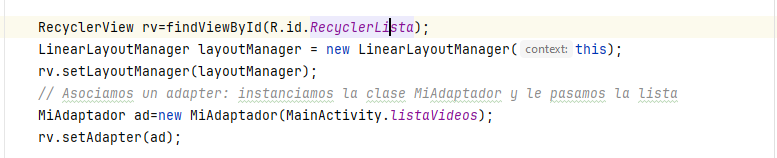 RecyclerView rv=findViewById(R.id.RecyclerLista);
LinearLayoutManager layoutManager = new LinearLayoutManager( context: this);
rv.setLayoutManager(layoutManager);
// Asociamos un adapter: instanciamos la clase MiAdaptador y le pasamos la lista
MiAdaptador ad=new MiAdaptador(MainActivity.listaVideos);
rv.setAdapter(ad);